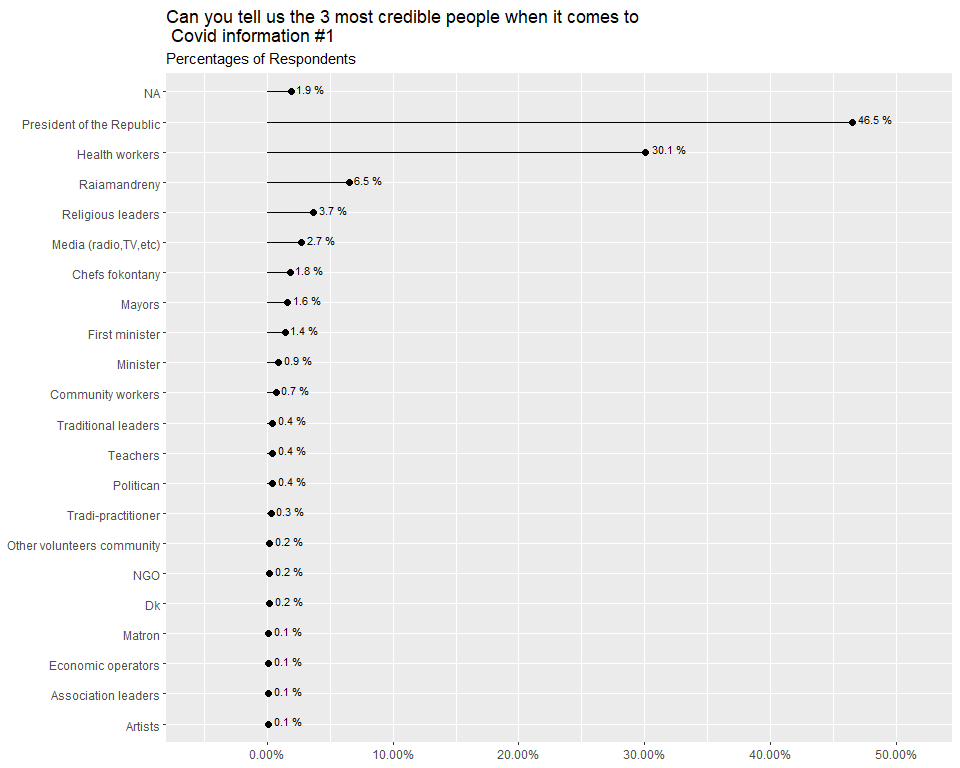 Can you tell us the 3 most credible people when it comes to
Covid information #1
Percentages of Respondents
NA 1.9 %
President of the Republic 46.5 %
Health workers 30.1 %
Raiamandreny 6.5 %
Religious leaders 3.7 %
Media (radio,TV,etc) 2.7 %
Chefs fokontany 1.8 %
Mayors 1.6 %
First minister 1.4 %
Minister 0.9 %
Community workers 0.7 %
Traditional leaders 0.4 %
Teachers 0.4 %
Politican 0.4 %
Tradi-practitioner 0.3 %
Other volunteers community 0.2 %
NGO 0.2 %
Dk 0.2 %
Matron 0.1 %
Economic operators 0.1 %
Association leaders 0.1 %
Artists 0.1 %
0.00% 10.00% 20.00% 30.00% 40.00% 50.00%